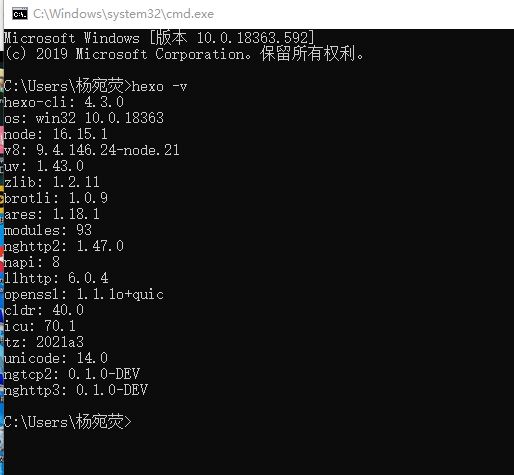 C:\Windows\system32\cmd.exe
Microsoft Windows [版本 10.0.18363.592]
(c) 2019 Microsoft Corporation。保留所有权利。
C:\Users\杨宛荧>hexo -v
hexo-cli: 4.3.0
os: win32 10.0.18363
node: 16.15.1
v8: 9.4.146.24-node.21
uv: 1.43.0
zlib: 1.2.11
brotli: 1.0.9
ares: 1.18.1
modules: 93
nghttp2: 1.47.0
napi: 8
llhttp: 6.0.4
openssl: 1.1.1o+quic
cldr: 40.0
icu: 70.1
tz: 2021a3
unicode: 14.0
ngtcp2: 0.1.0-DEV
nghttp3: 0.1.0-DEV
C:\Users\杨宛荧>